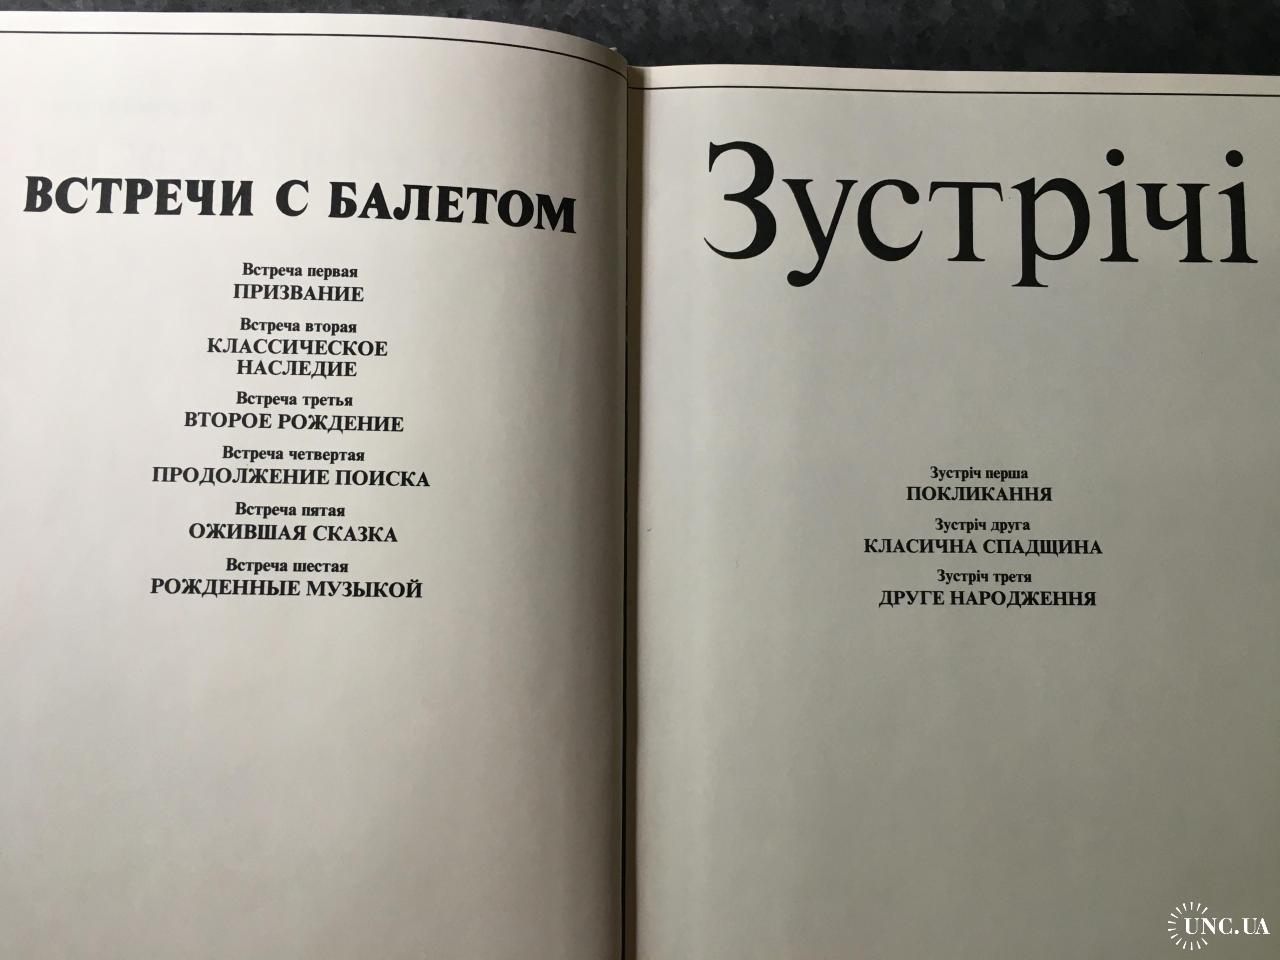 ВСТРЕЧИ С БАЛЕТОМ
Встреча первая
ПРИЗВАНИЕ
Встреча вторая
КЛАССИЧЕСКОЕ
НАСЛЕДИЕ
Встреча третья
ВТОРОЕ РОЖДЕНИЕ
Встреча четвертая
ПРОДОЛЖЕНИЕ ПОИСКА
Встреча пятая
ОЖИВШАЯ СКАЗКА
Встреча шестая
РОЖДЕННЫЕ МУЗЫКОЙ
Зустрічі
Зустріч перша
ПОКЛИКАННЯ
Зустріч друга
КЛАСИЧНА СПАДЩИНА
Зустріч третя
ДРУГЕ НАРОДЖЕННЯ
UNC.UA